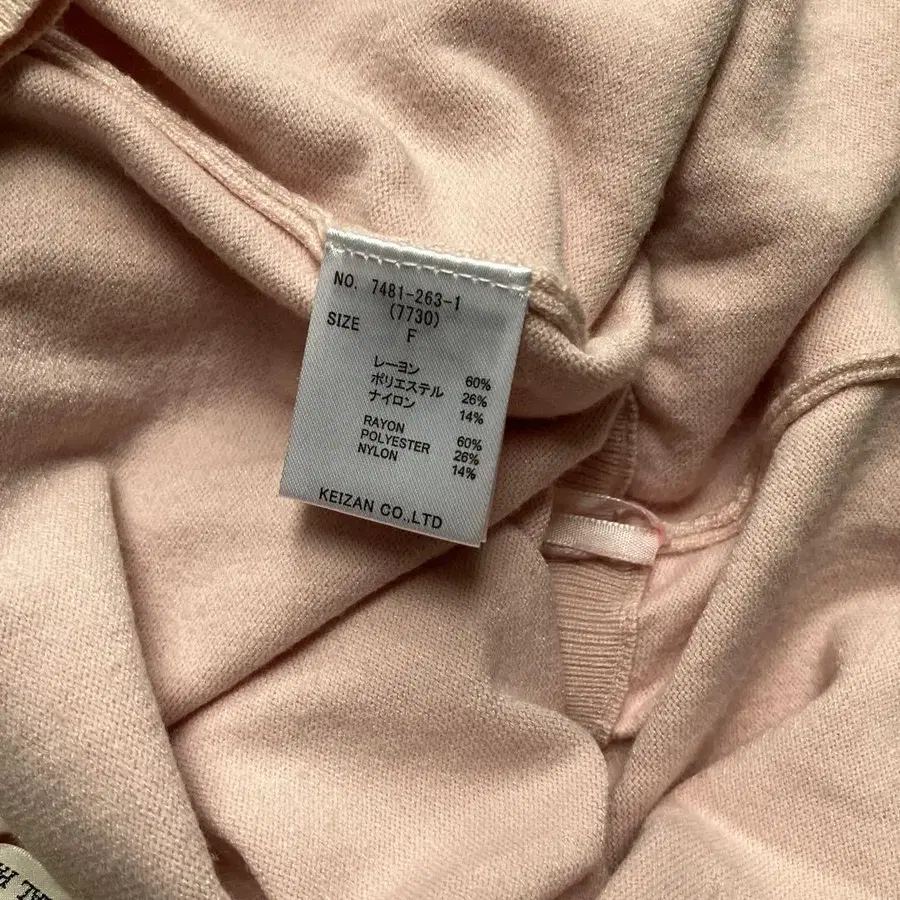 NO. 7481-263-1
(7730)
SIZE F
レーヨン 60%
ポリエステル 26%
ナイロン 14%
RAYON 60%
POLYESTER 26%
NYLON 14%
KEIZAN CO.,LTD